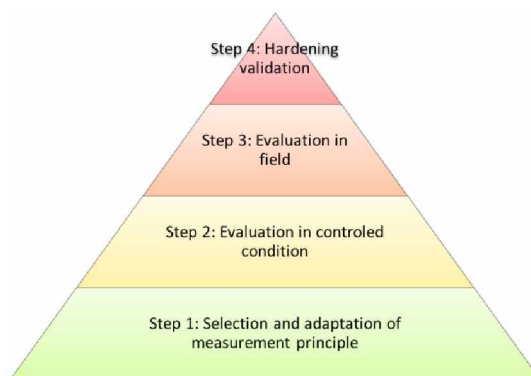 Step 4: Hardening
validation
Step 3: Evaluation in
field
Step 2: Evaluation in controled
condition
Step 1: Selection and adaptation of
measurement principle